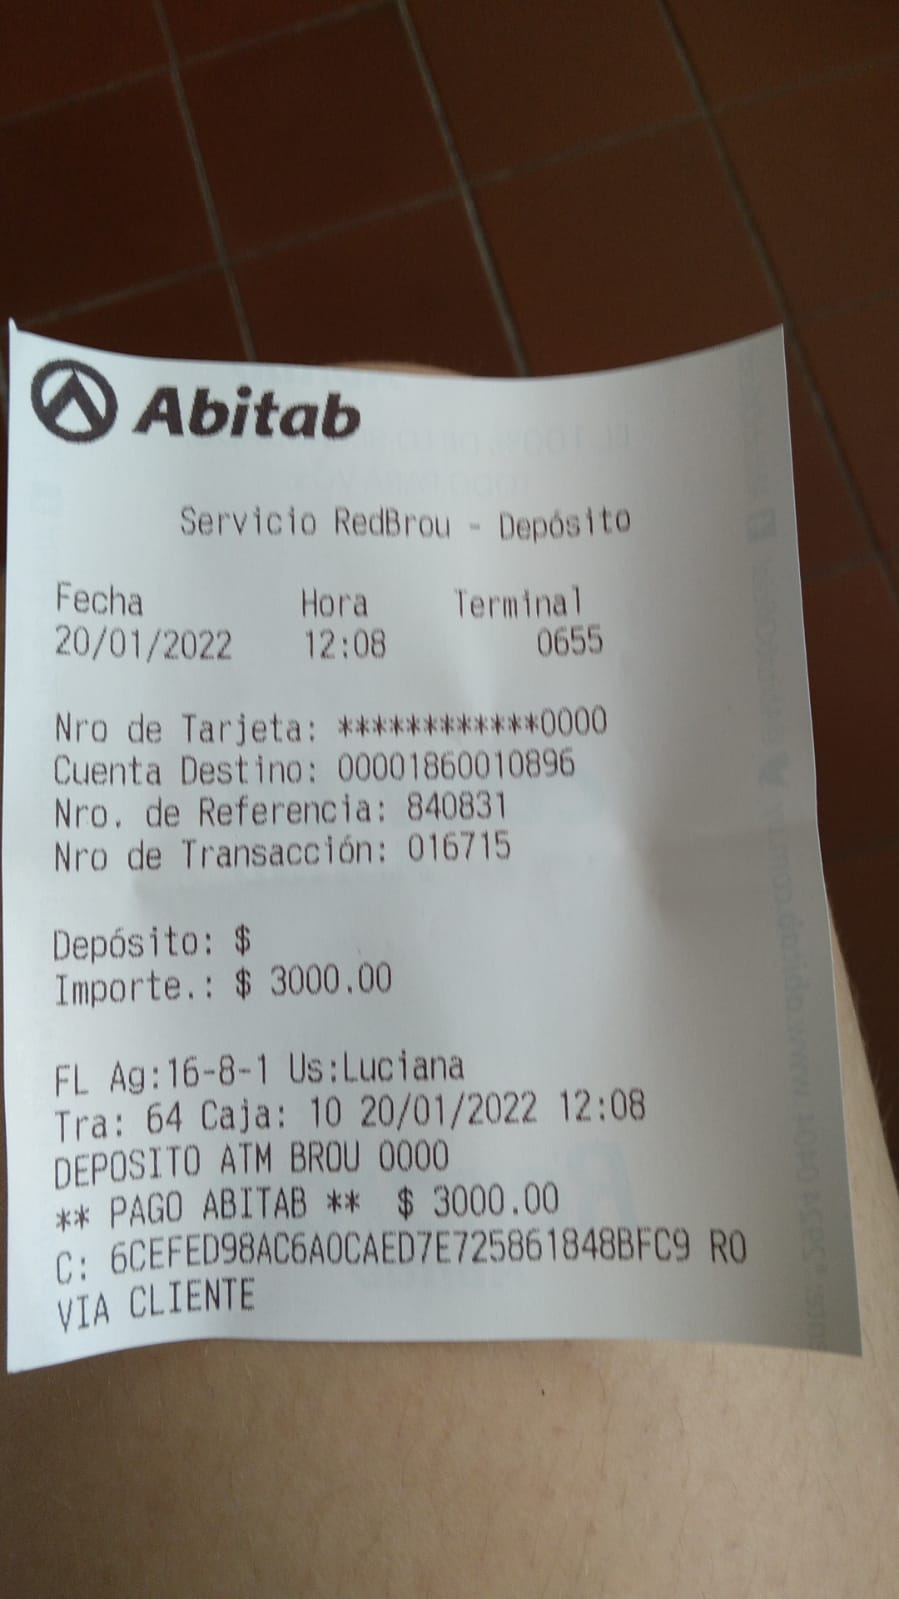 Abitab
Servicio RedBrou - Depósito
Fecha Hora Terminal
20/01/2022 12:08 0655
Nro de Tarjeta: ************0000
Cuenta Destino: 00001860010896
Nro. de Referencia: 840831
Nro de Transacción: 016715
Depósito: $
Importe.: $ 3000.00
FL Ag:16-8-1 Us:Luciana
Tra: 64 Caja: 10 20/01/2022 12:08
DEPOSITO ATM BROU 0000
** PAGO ABITAB ** $ 3000.00
C: 6CEFED98AC6A0CAED7E725861848BFC9 RO
VIA CLIENTE